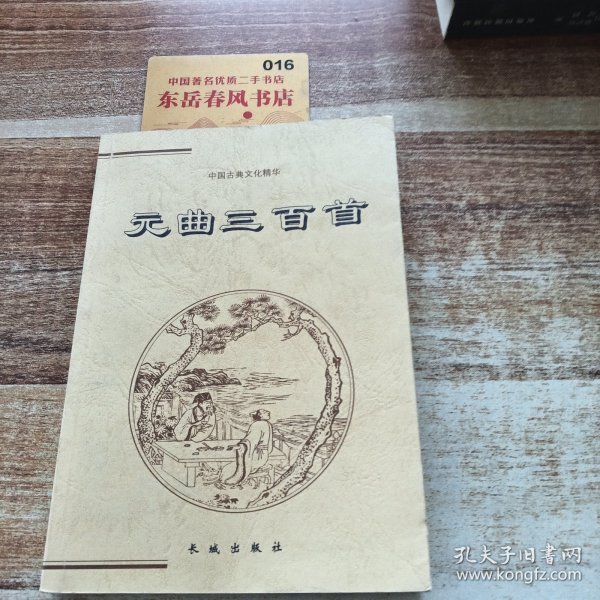 016
中国著名优质二手书店
东岳春风书店
中国古典文化精华
元曲三百首
长城出版社
孔夫子旧书网
www.kongfz.com